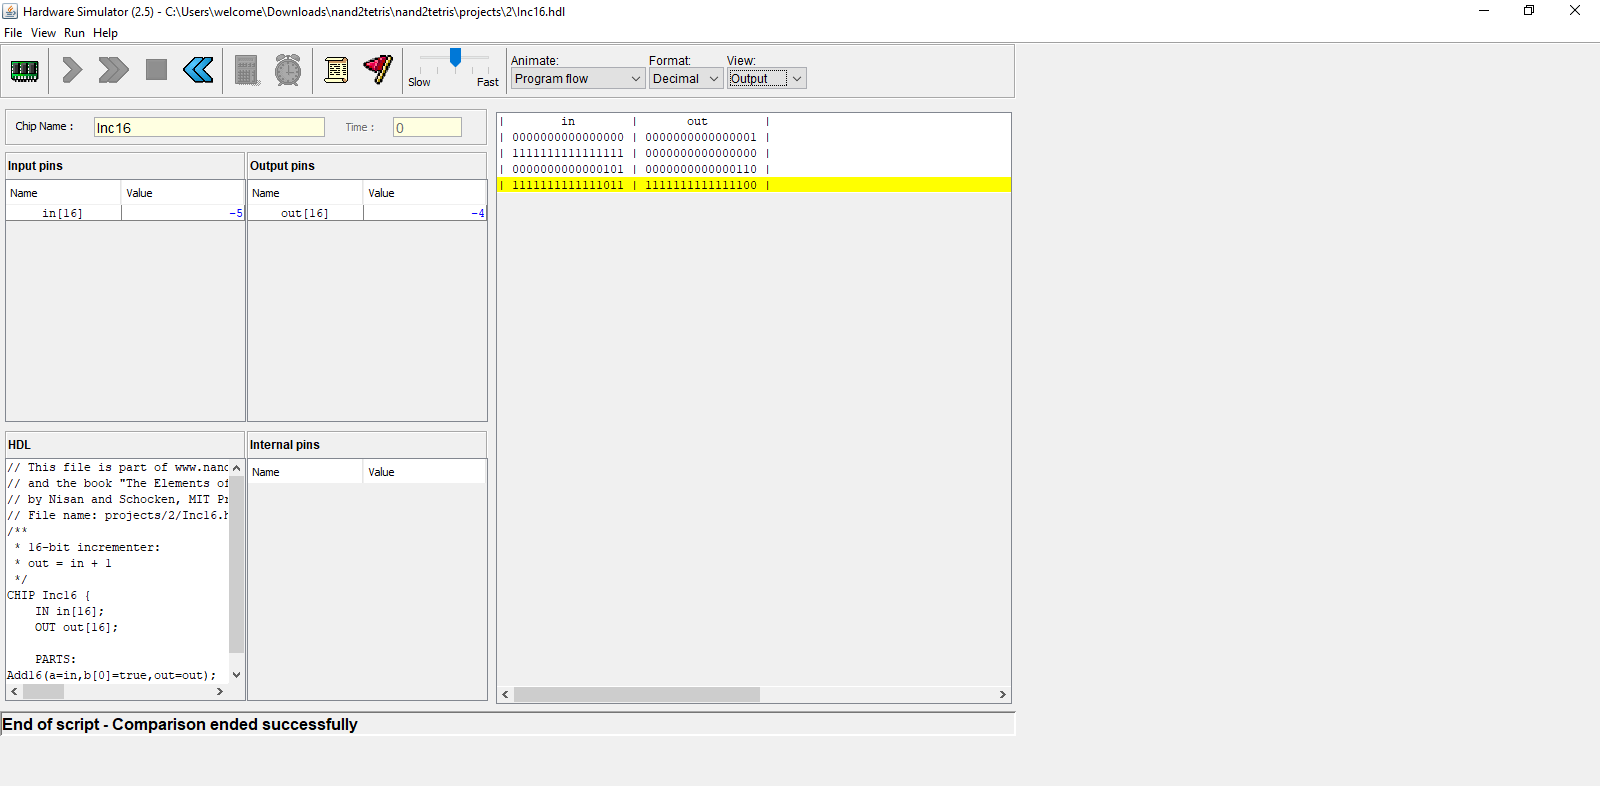 Hardware Simulator (2.5) - C:\Users\welcome\Downloads\nand2tetris\nand2tetris\projects\2\Inc16.hdl
File View Run Help
Slow Fast
Animate: Format: View:
Program flow Decimal Output
Chip Name : Inc16 Time : 0
Input pins
Name Value
in[16] -5
Output pins
Name Value
out[16] -4
| in | out |
| 0000000000000000 | 0000000000000001 |
| 1111111111111111 | 0000000000000000 |
| 0000000000000101 | 0000000000000110 |
| 1111111111111011 | 1111111111111100 |
HDL
// This file is part of www.nand
// and the book "The Elements of
// by Nisan and Schocken, MIT Pr
// File name: projects/2/Inc16.h
/**
* 16-bit incrementer:
* out = in + 1
*/
CHIP Inc16 {
IN in[16];
OUT out[16];
PARTS:
Add16(a=in,b[0]=true,out=out);
Internal pins
Name Value
End of script - Comparison ended successfully